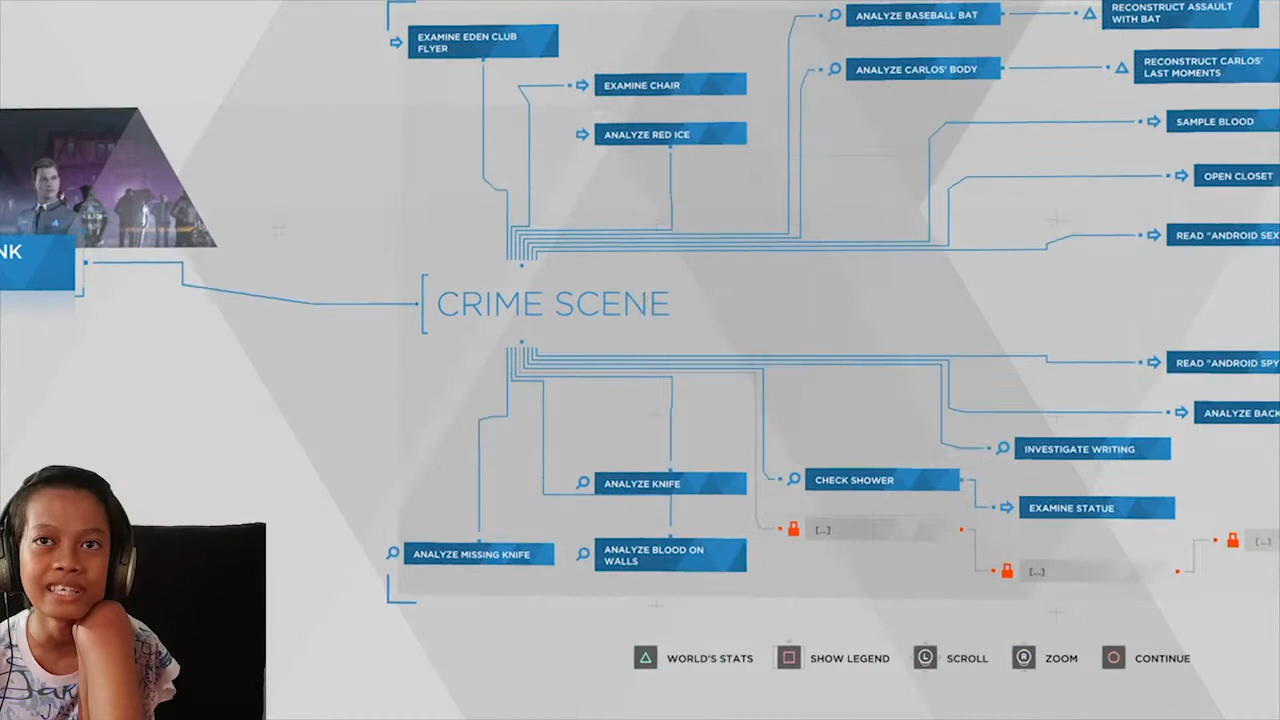 ANALYZE BASEBALL BAT
RECONSTRUCT ASSAULT
WITH BAT
EXAMINE EDEN CLUB
FLYER
ANALYZE CARLOS' BODY
RECONSTRUCT CARLOS'
LAST MOMENTS
EXAMINE CHAIR
SAMPLE BLOOD
ANALYZE RED ICE
OPEN CLOSET
READ "ANDROID SEX
NK
CRIME SCENE
READ "ANDROID SPY
ANALYZE BACK
INVESTIGATE WRITING
ANALYZE KNIFE
CHECK SHOWER
EXAMINE STATUE
[...]
[...]
ANALYZE MISSING KNIFE
ANALYZE BLOOD ON
WALLS
[...]
WORLD'S STATS
SHOW LEGEND
L
SCROLL
R
ZOOM
CONTINUE